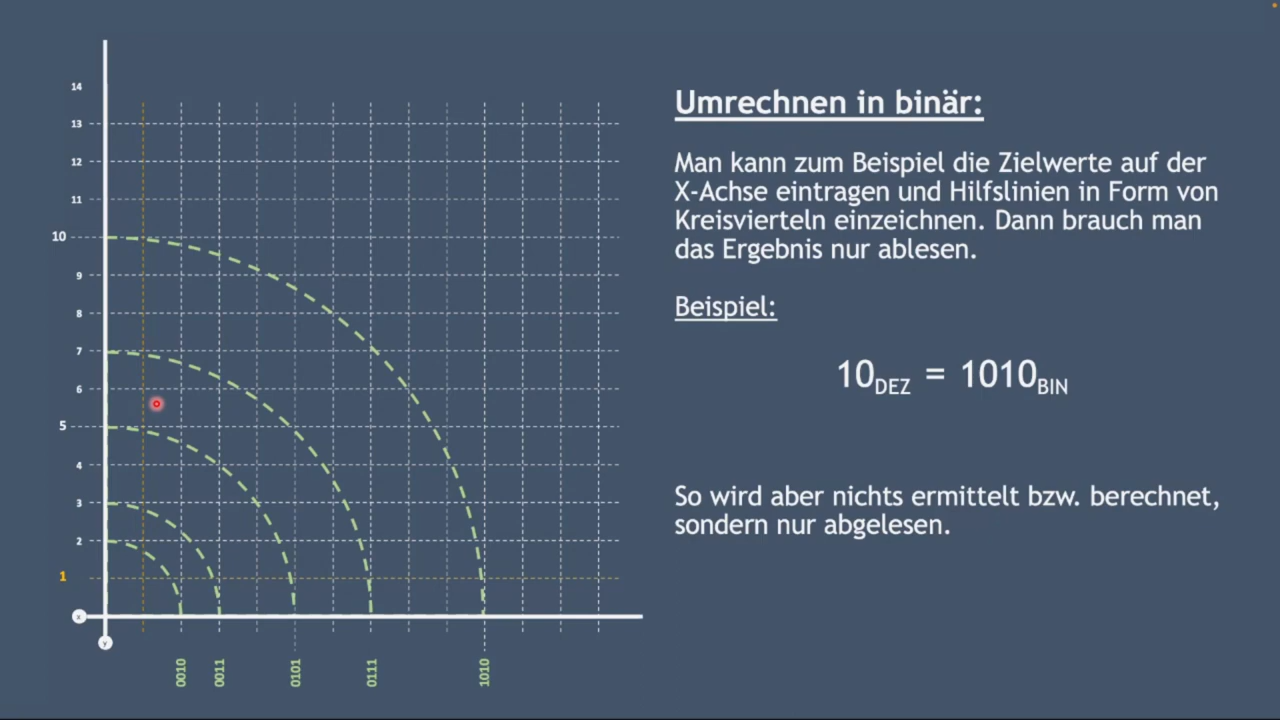 14
13
12
11
10
9
8
7
6
5
4
3
2
1
x
Y
0010
0011
0101
0111
1010
Umrechnen in binär:
Man kann zum Beispiel die Zielwerte auf der
X-Achse eintragen und Hilfslinien in Form von
Kreisvierteln einzeichnen. Dann brauch man
das Ergebnis nur ablesen.
Beispiel:
10DEZ = 1010BIN
So wird aber nichts ermittelt bzw. berechnet,
sondern nur abgelesen.